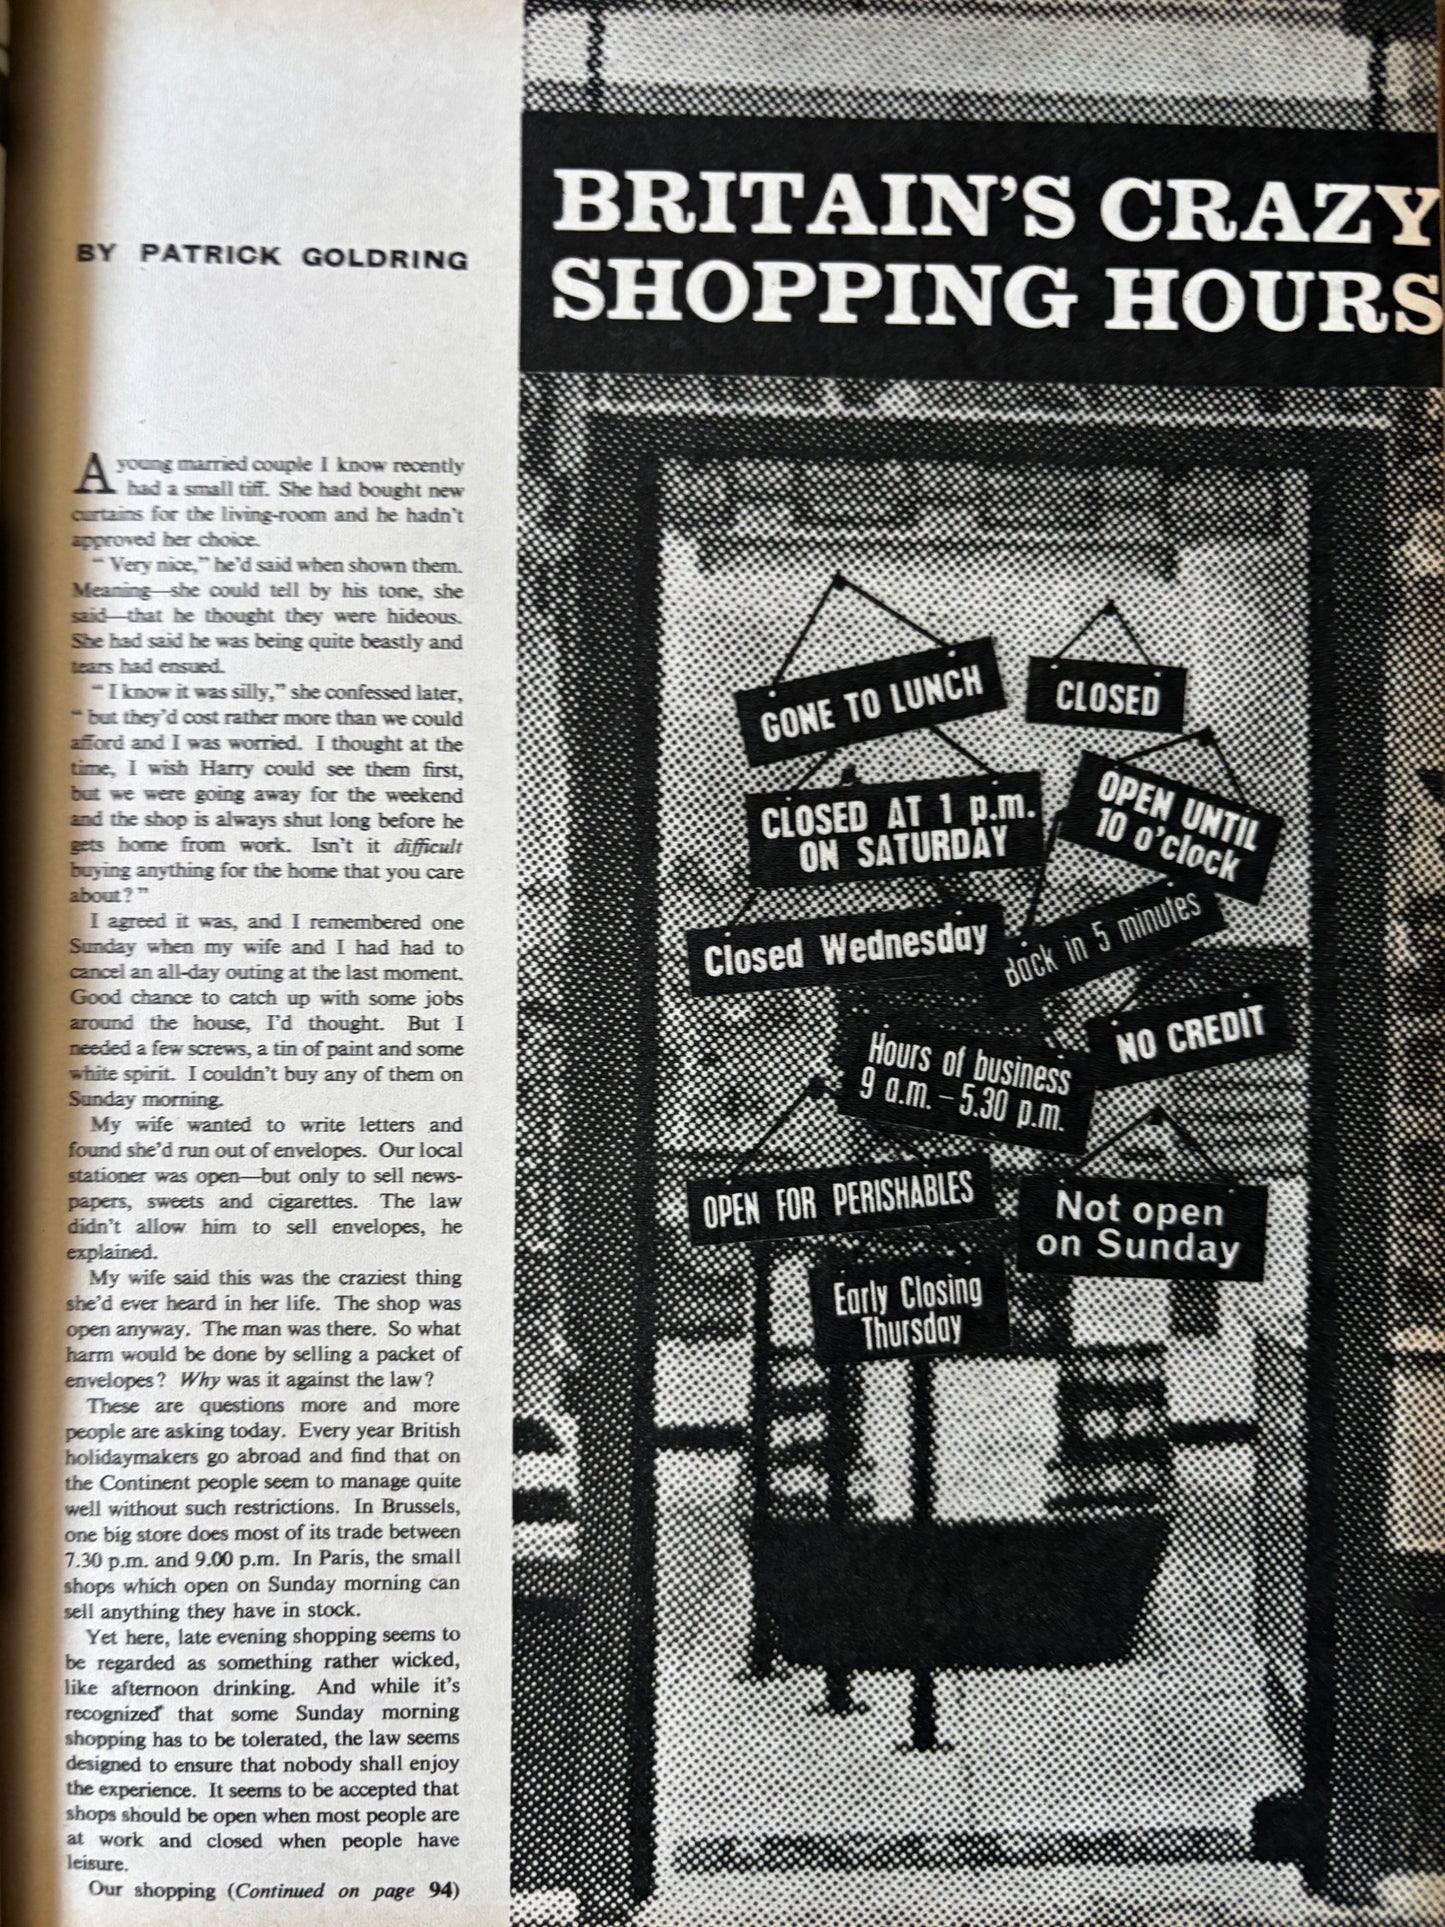 BY PATRICK GOLDRING
BRITAIN'S CRAZY
SHOPPING HOURS
A young married couple I know recently
had a small tiff. She had bought new
curtains for the living-room and he hadn't
approved her choice.
“Very nice,” he'd said when shown them.
Meaning—she could tell by his tone, she
said—that he thought they were hideous.
She had said he was being quite beastly and
tears had ensued.
“I know it was silly,” she confessed later,
“but they'd cost rather more than we could
afford and I was worried. I thought at the
time, I wish Harry could see them first,
but we were going away for the weekend
and the shop is always shut long before he
gets home from work. Isn't it difficult
buying anything for the home that you care
about?”
I agreed it was, and I remembered one
Sunday when my wife and I had had to
cancel an all-day outing at the last moment.
Good chance to catch up with some jobs
around the house, I'd thought. But I
needed a few screws, a tin of paint and some
white spirit. I couldn't buy any of them on
Sunday morning.
My wife wanted to write letters and
found she'd run out of envelopes. Our local
stationer was open—but only to sell news-
papers, sweets and cigarettes. The law
didn't allow him to sell envelopes, he
explained.
My wife said this was the craziest thing
she'd ever heard in her life. The shop was
open anyway. The man was there. So what
harm would be done by selling a packet of
envelopes? Why was it against the law?
These are questions more and more
people are asking today. Every year British
holidaymakers go abroad and find that on
the Continent people seem to manage quite
well without such restrictions. In Brussels,
one big store does most of its trade between
7.30 p.m. and 9.00 p.m. In Paris, the small
shops which open on Sunday morning can
sell anything they have in stock.
Yet here, late evening shopping seems to
be regarded as something rather wicked,
like afternoon drinking. And while it's
recognized that some Sunday morning
shopping has to be tolerated, the law seems
designed to ensure that nobody shall enjoy
the experience. It seems to be accepted that
shops should be open when most people are
at work and closed when people have
leisure.
Our shopping (Continued on page 94)
GONE TO LUNCH
CLOSED
CLOSED AT 1 p.m.
ON SATURDAY
OPEN UNTIL
10 o'clock
Closed Wednesday
Back in 5 minutes
NO CREDIT
Hours of business
9 a.m. – 5.30 p.m.
OPEN FOR PERISHABLES
Not open
on Sunday
Early Closing
Thursday